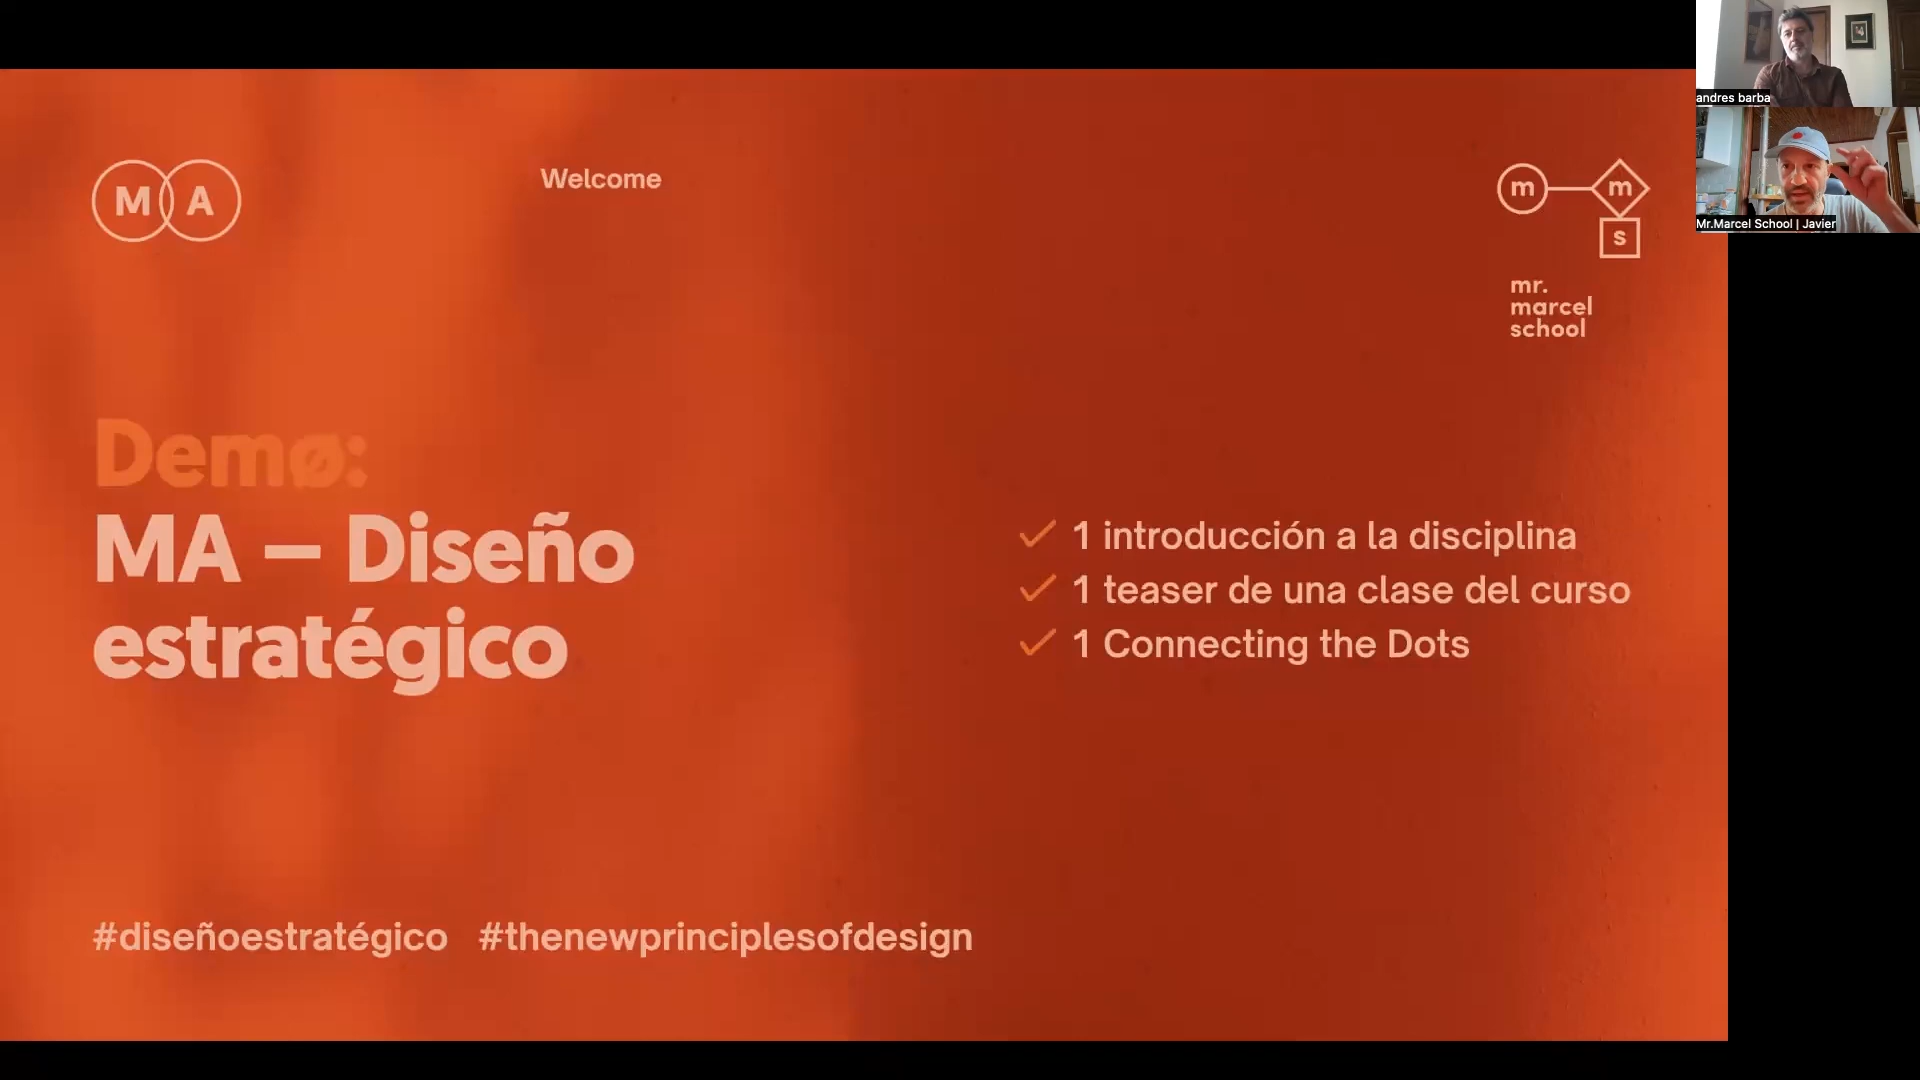 M A
Welcome
m m
s
mr.
marcel
school
Demø:
MA – Diseño
estratégico
1 introducción a la disciplina
1 teaser de una clase del curso
1 Connecting the Dots
#diseñoestratégico #thenewprinciplesofdesign
andres barba
Mr.Marcel School | Javier